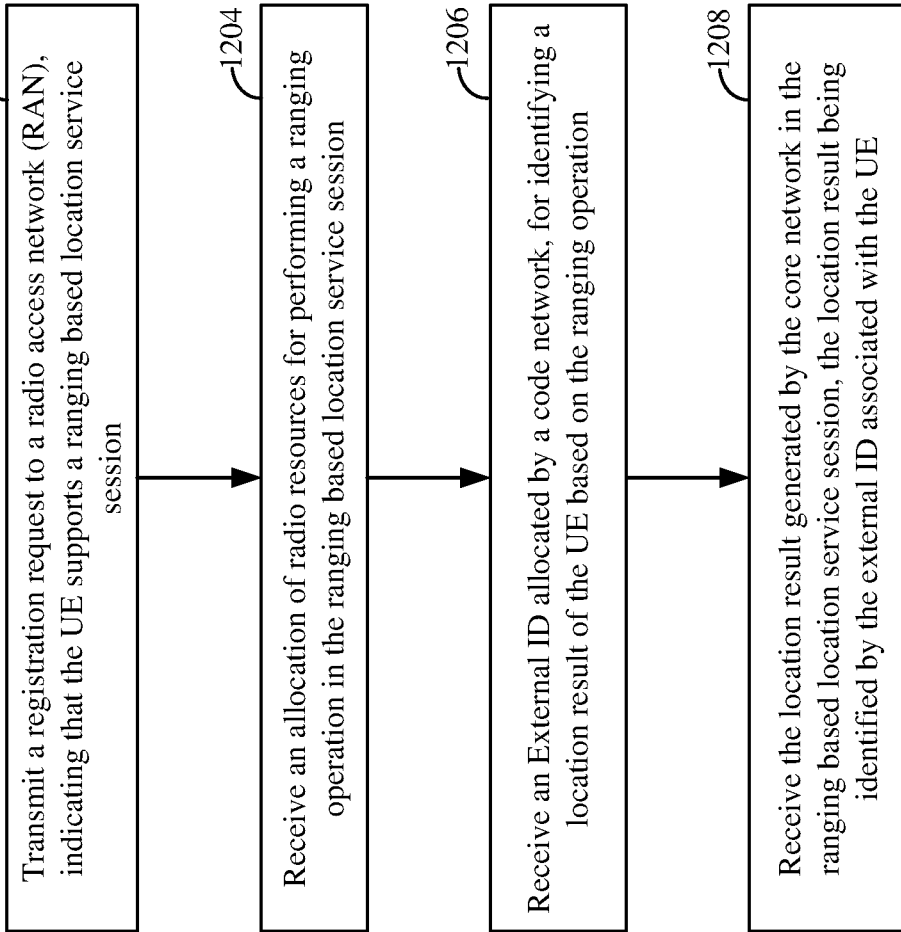 Transmit a registration request to a radio access network (RAN),
indicating that the UE supports a ranging based location service
session
1204
Receive an allocation of radio resources for performing a ranging
operation in the ranging based location service session
1206
Receive an External ID allocated by a code network, for identifying a
location result of the UE based on the ranging operation
1208
Receive the location result generated by the core network in the
ranging based location service session, the location result being
identified by the external ID associated with the UE